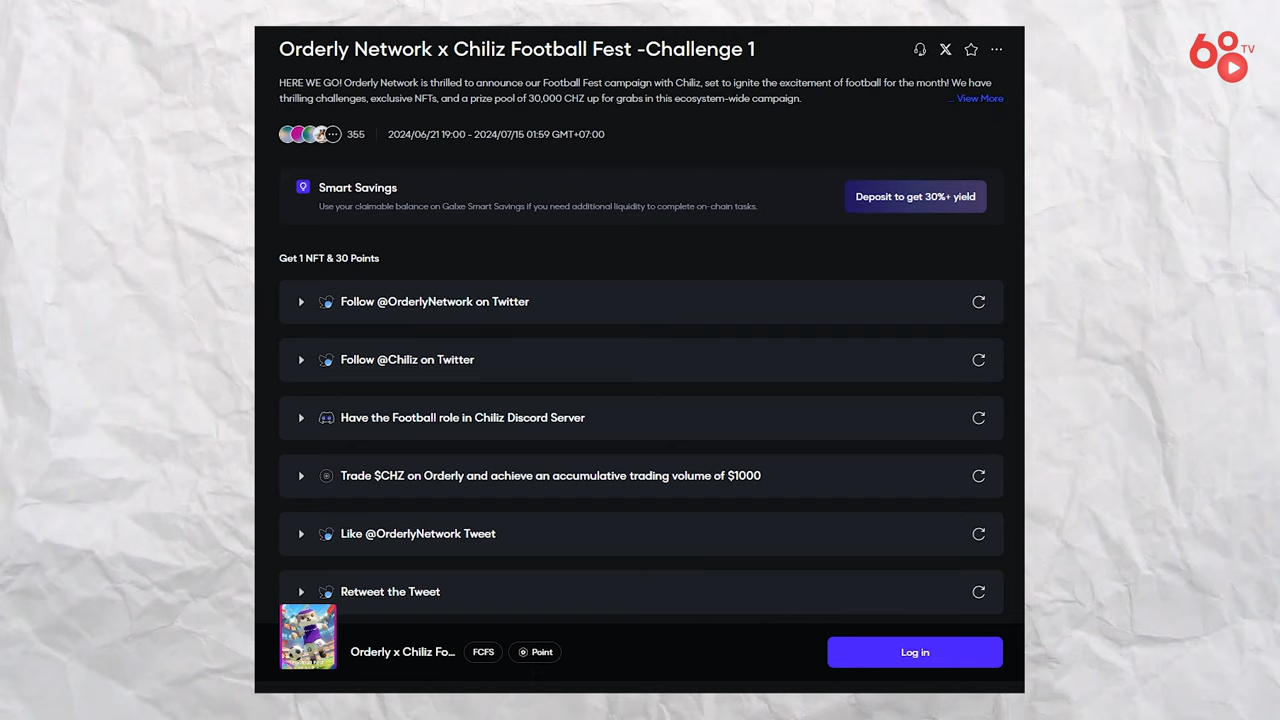 Orderly Network x Chiliz Football Fest -Challenge 1
HERE WE GO! Orderly Network is thrilled to announce our Football Fest campaign with Chiliz, set to ignite the excitement of football for the month! We have
thrilling challenges, exclusive NFTs, and a prize pool of 30,000 CHZ up for grabs in this ecosystem-wide campaign.
... View More
355
2024/06/21 19:00 - 2024/07/15 01:59 GMT+07:00
Smart Savings
Use your claimable balance on Galxe Smart Savings if you need additional liquidity to complete on-chain tasks.
Deposit to get 30%+ yield
Get 1 NFT & 30 Points
Follow @OrderlyNetwork on Twitter
Follow @Chiliz on Twitter
Have the Football role in Chiliz Discord Server
Trade $CHZ on Orderly and achieve an accumulative trading volume of $1000
Like @OrderlyNetwork Tweet
Retweet the Tweet
Orderly x Chiliz Fo...
FCFS
Point
Log in
68 TV